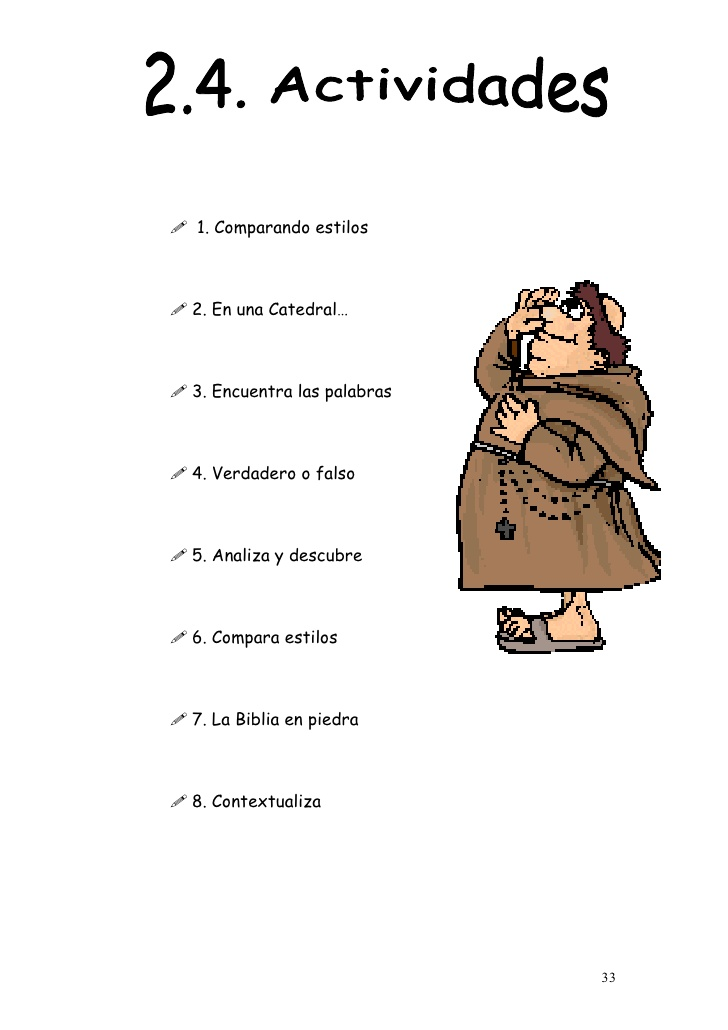 2.4. Actividades
1. Comparando estilos
2. En una Catedral…
3. Encuentra las palabras
4. Verdadero o falso
5. Analiza y descubre
6. Compara estilos
7. La Biblia en piedra
8. Contextualiza
33